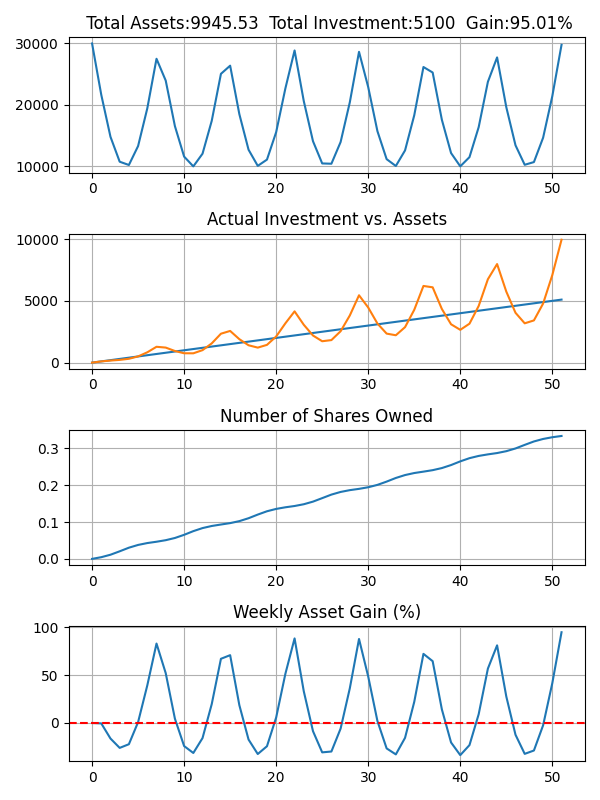 Total Assets:9945.53  Total Investment:5100  Gain:95.01%
30000
20000
10000
0 10 20 30 40 50
Actual Investment vs. Assets
10000
5000
0
0 10 20 30 40 50
Number of Shares Owned
0.3
0.2
0.1
0.0
0 10 20 30 40 50
Weekly Asset Gain (%)
100
50
0
0 10 20 30 40 50